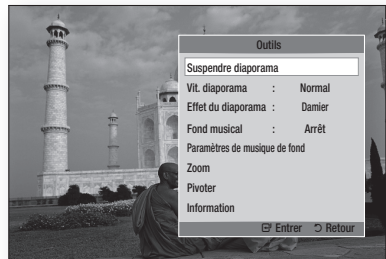 Outils
Suspendre diaporama
Vit. diaporama : Normal
Effet du diaporama : Damier
Fond musical : Arrêt
Paramètres de musique de fond
Zoom
Pivoter
Information
Entrer Retour